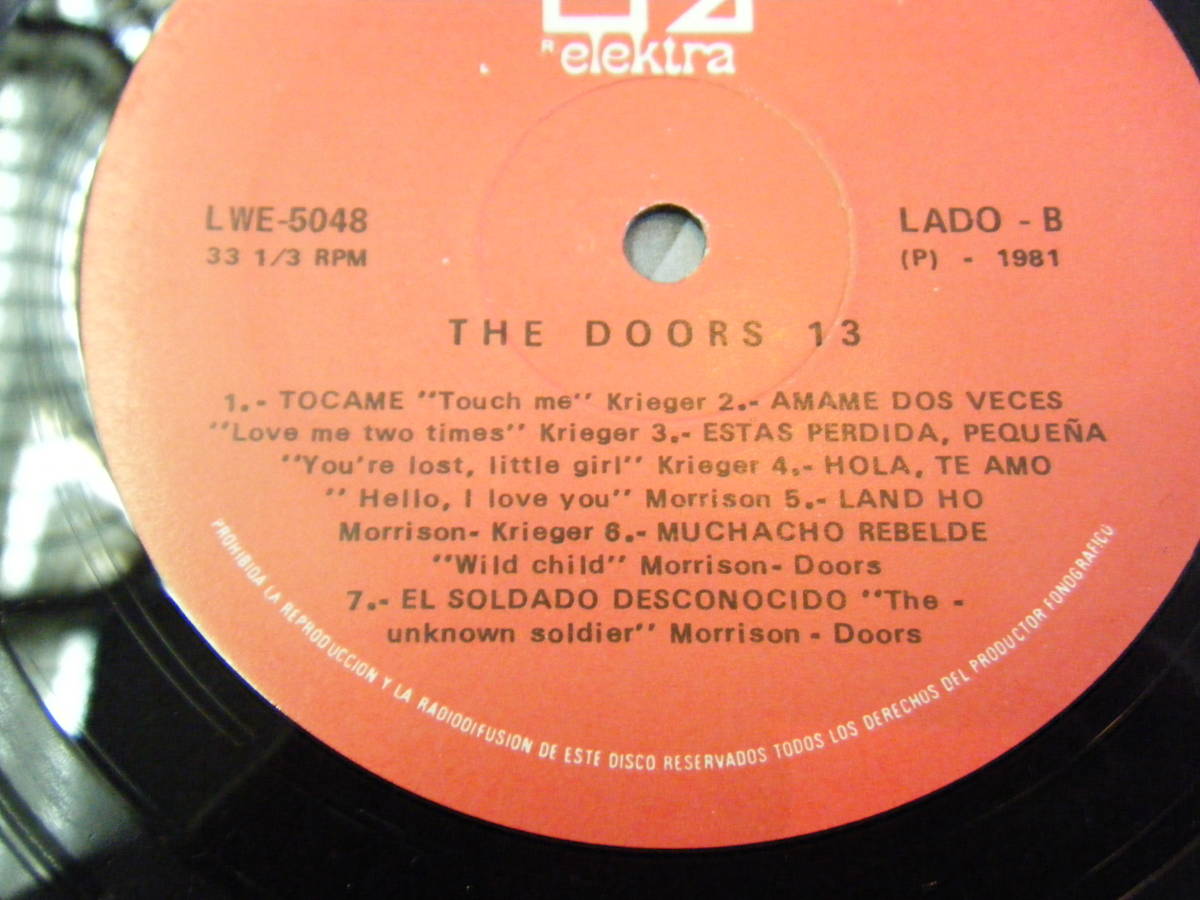 R elektra
LWE-5048
33 1/3 RPM
LADO - B
(P) - 1981
THE DOORS 13
1.- TOCAME "Touch me" Krieger 2.- AMAME DOS VECES
"Love me two times" Krieger 3.- ESTAS PERDIDA, PEQUEÑA
"You're lost, little girl" Krieger 4.- HOLA, TE AMO
" Hello, I love you" Morrison 5.- LAND HO
Morrison- Krieger 6.- MUCHACHO REBELDE
"Wild child" Morrison- Doors
7.- EL SOLDADO DESCONOCIDO "The -
unknown soldier" Morrison - Doors
PROHIBIDA LA REPRODUCCION Y LA RADIODIFUSION DE ESTE DISCO RESERVADOS TODOS LOS DERECHOS DEL PRODUCTOR FONOGRAFICO